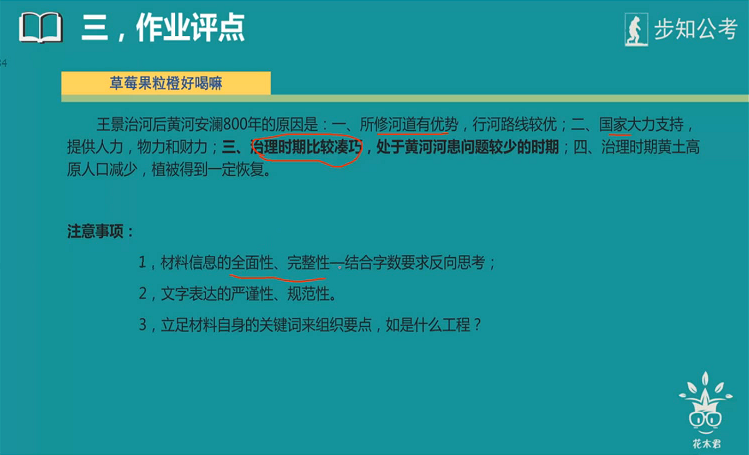 三，作业评点
步知公考
34
草莓果粒橙好喝嘛
王景治河后黄河安澜800年的原因是：一、所修河道有优势，行河路线较优；二、国家大力支持，
提供人力，物力和财力；三、治理时期比较凑巧，处于黄河河患问题较少的时期；四、治理时期黄土高
原人口减少，植被得到一定恢复。
注意事项：
1，材料信息的全面性、完整性—结合字数要求反向思考；
2，文字表达的严谨性、规范性。
3，立足材料自身的关键词来组织要点，如是什么工程？
花木君